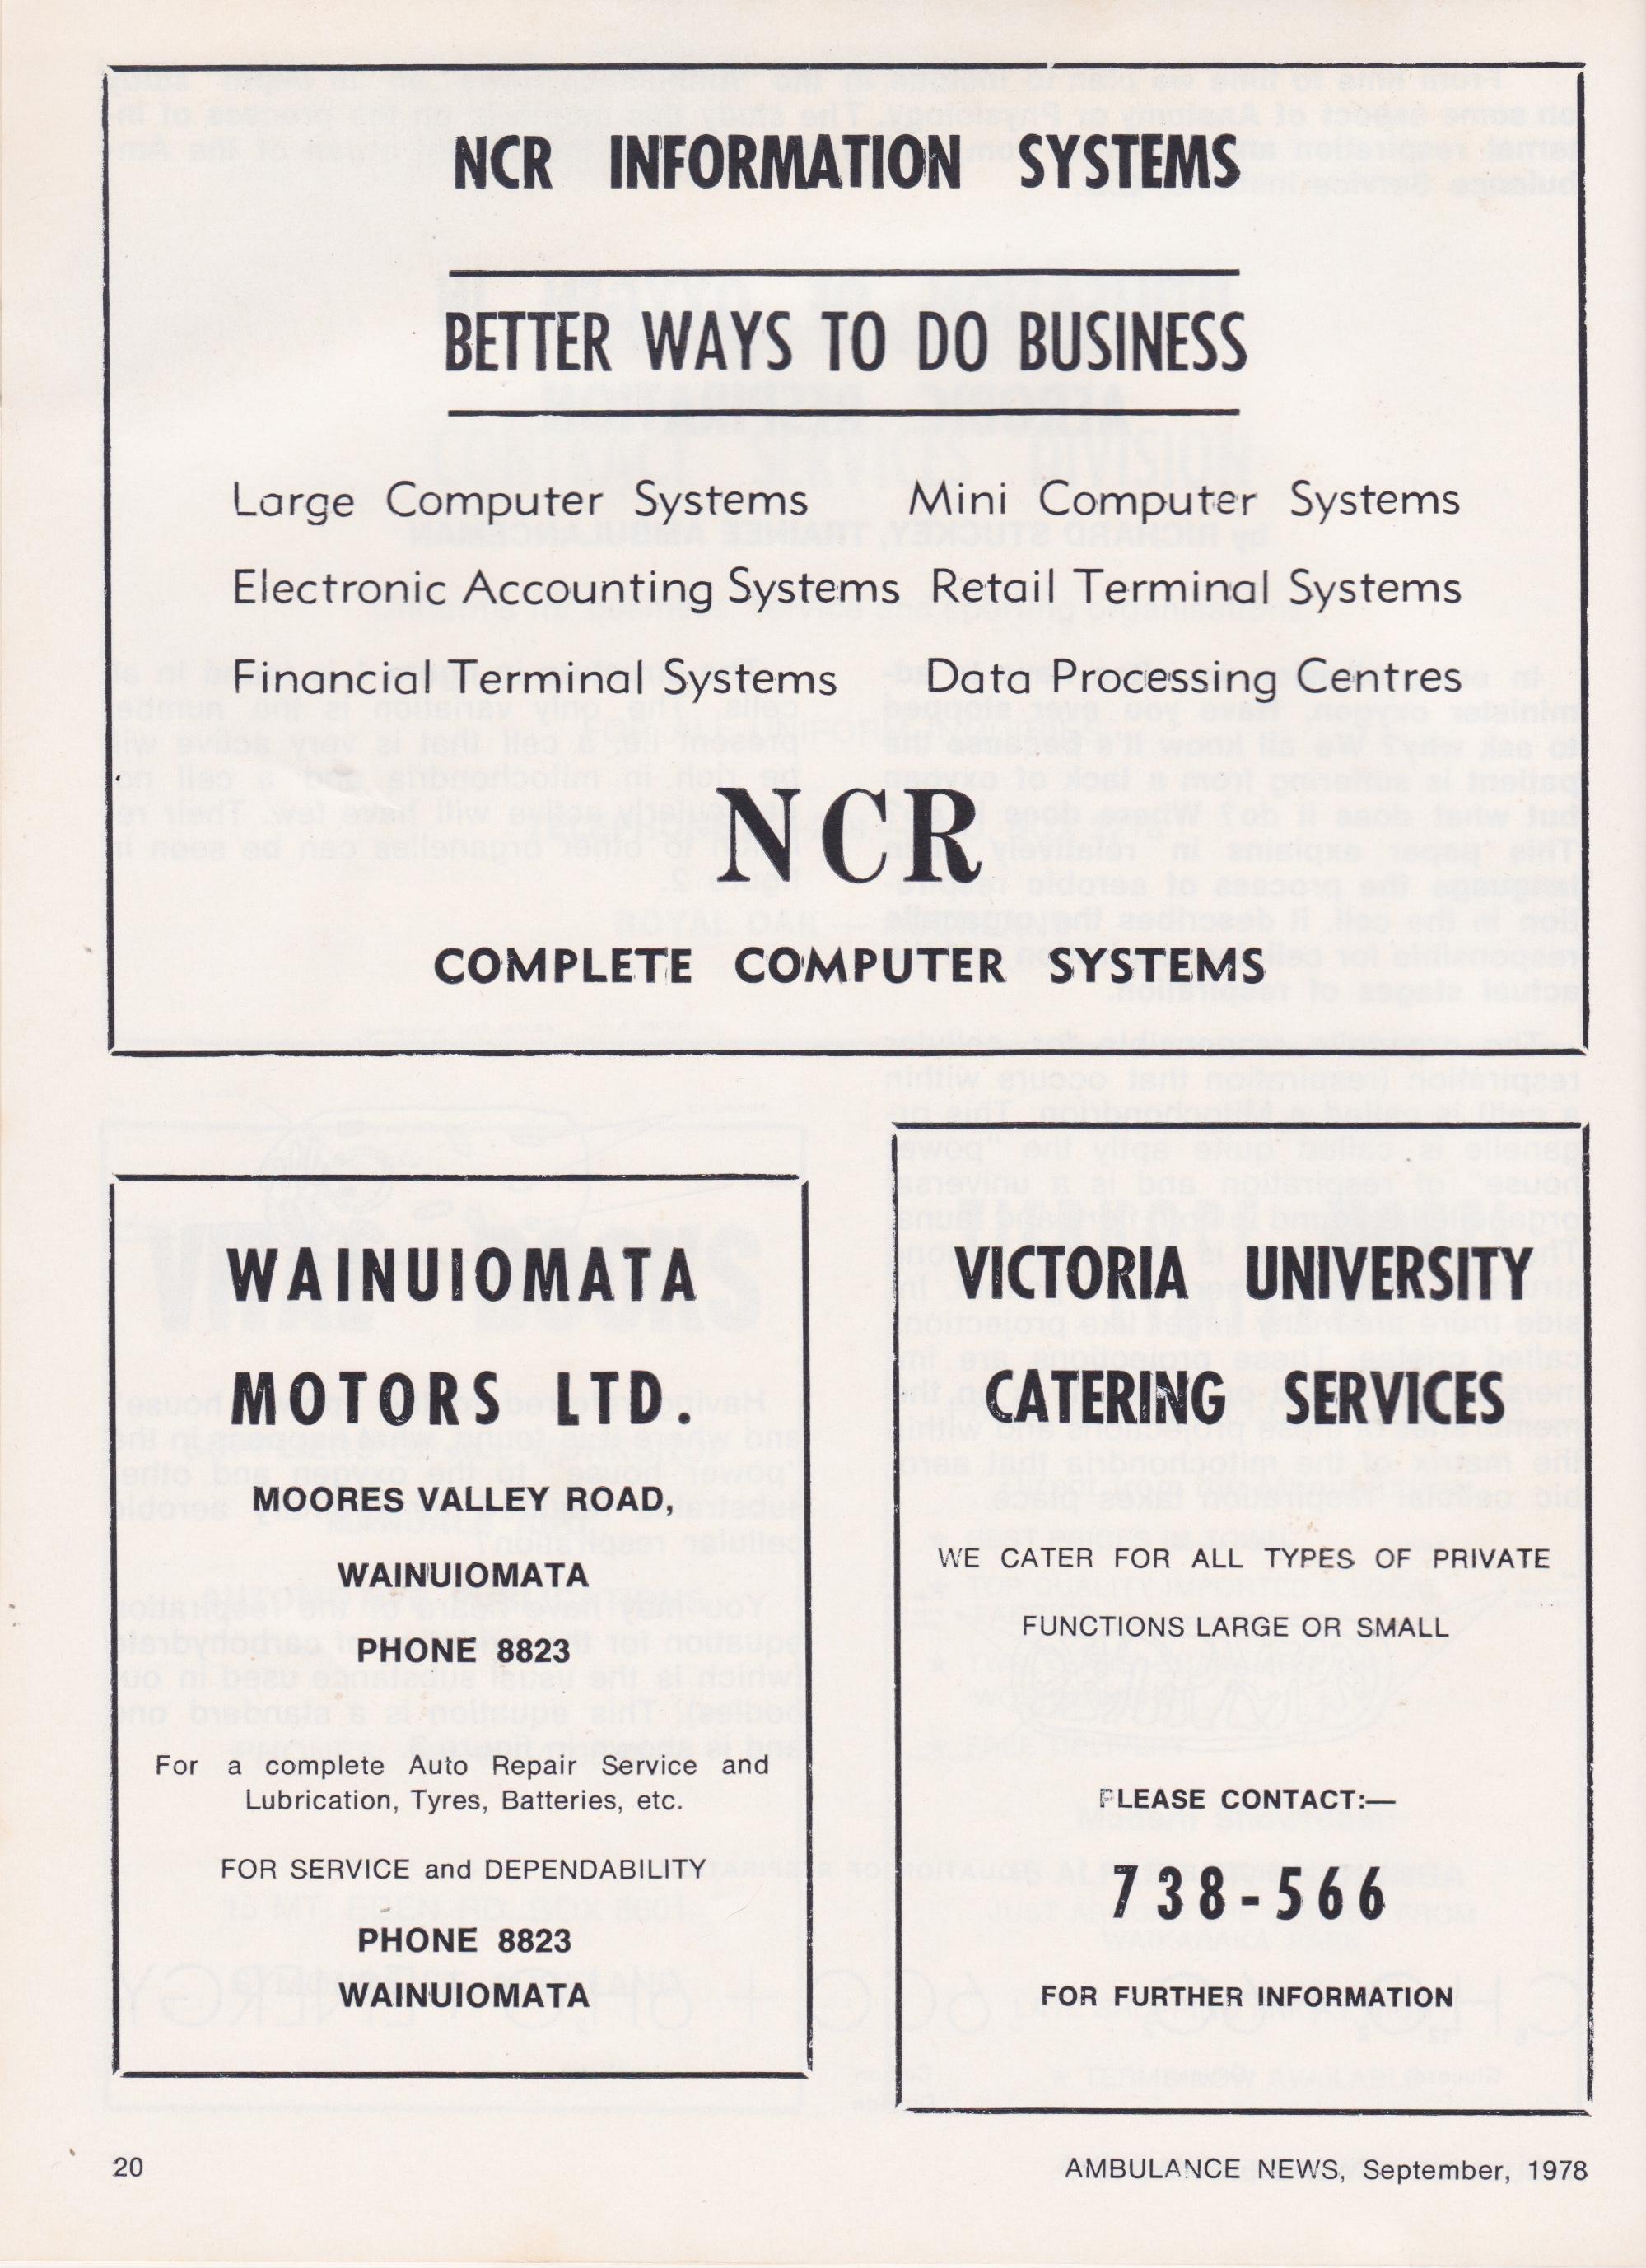 NCR INFORMATION SYSTEMS
BETTER WAYS TO DO BUSINESS
Large Computer Systems Mini Computer Systems
Electronic Accounting Systems Retail Terminal Systems
Financial Terminal Systems Data Processing Centres
NCR
COMPLETE COMPUTER SYSTEMS
WAINUIOMATA
MOTORS LTD.
MOORES VALLEY ROAD,
WAINUIOMATA
PHONE 8823
For a complete Auto Repair Service and
Lubrication, Tyres, Batteries, etc.
FOR SERVICE and DEPENDABILITY
PHONE 8823
WAINUIOMATA
VICTORIA UNIVERSITY
CATERING SERVICES
WE CATER FOR ALL TYPES OF PRIVATE
FUNCTIONS LARGE OR SMALL
PLEASE CONTACT:—
738-566
FOR FURTHER INFORMATION
20
AMBULANCE NEWS, September, 1978